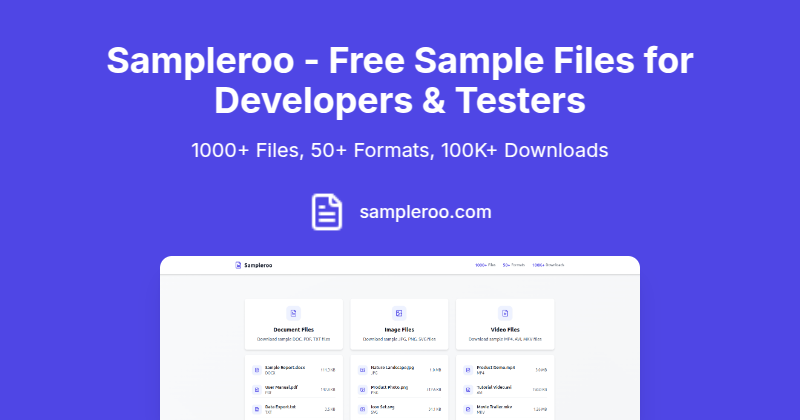 Sampleroo - Free Sample Files for
Developers & Testers
1000+ Files, 50+ Formats, 100K+ Downloads
sampleroo.com
Sampleroo
1000+ Files 50+ Formats 100K+ Downloads
Document Files
Download sample DOC, PDF, TXT files
Image Files
Download sample JPG, PNG, SVG files
Video Files
Download sample MP4, AVI, MKV files
Sample Report.docx
DOCX
User Manual.pdf
PDF
Data Export.txt
TXT
2.5 KB
Nature Landscape.jpg
JPG
Product Photo.png
PNG
Icon Set.svg
SVG
Product Demo.mp4
MP4
Tutorial Video.avi
AVI
Movie Trailer.mkv
MKV